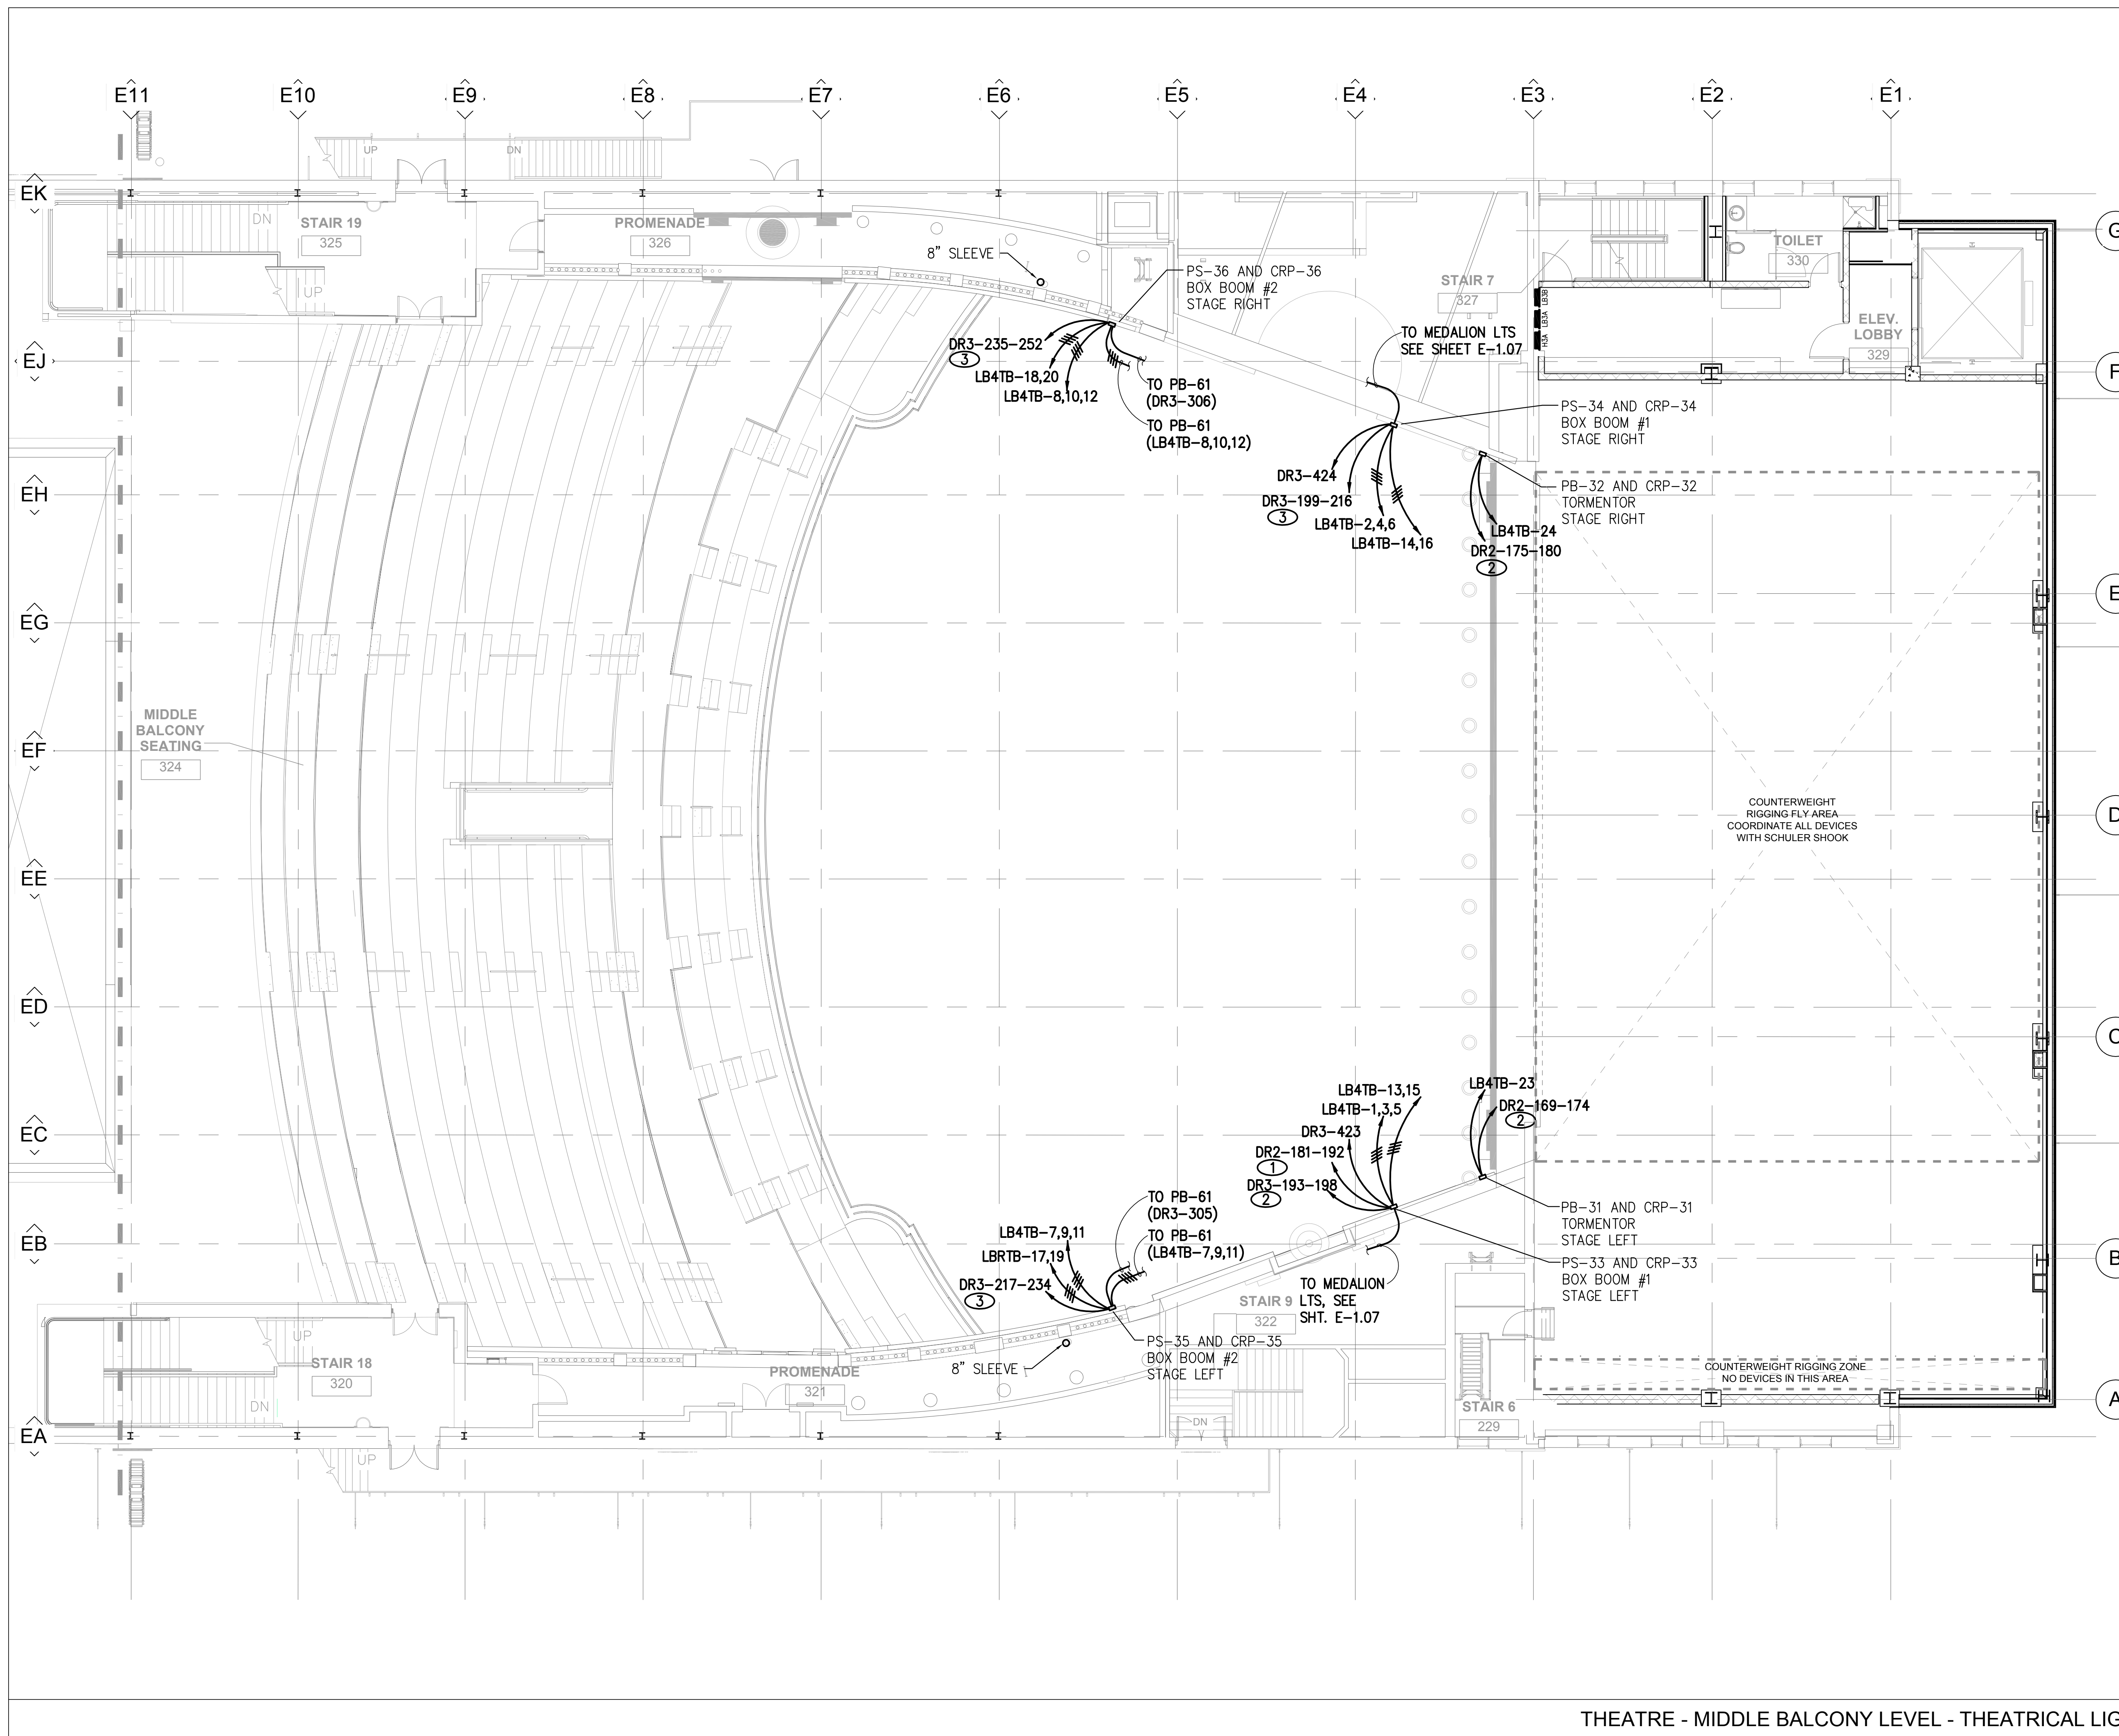 E11
E10
E9
E8
E7
E6
E5
E4
E3
E2
E1
UP
DN
EK
DN
STAIR 19
325
UP
PROMENADE
326
8" SLEEVE
PS-36 AND CRP-36
BOX BOOM #2
STAGE RIGHT
STAIR 7
327
TOILET
330
G
LB3B
LB3A
H3A
ELEV.
LOBBY
329
EJ
F
DR3-235-252
3
LB4TB-18,20
LB4TB-8,10,12
TO PB-61
(DR3-306)
TO PB-61
(LB4TB-8,10,12)
TO MEDALION LTS
SEE SHEET E-1.07
PS-34 AND CRP-34
BOX BOOM #1
STAGE RIGHT
EH
DR3-424
DR3-199-216
3
LB4TB-2,4,6
LB4TB-14,16
PB-32 AND CRP-32
TORMENTOR
STAGE RIGHT
LB4TB-24
DR2-175-180
2
EG
E
MIDDLE
BALCONY
SEATING
324
EF
COUNTERWEIGHT
RIGGING FLY AREA
COORDINATE ALL DEVICES
WITH SCHULER SHOOK
D
EE
ED
C
LB4TB-13,15
LB4TB-1,3,5
DR3-423
DR2-181-192
1
DR3-193-198
2
LB4TB-23
DR2-169-174
2
EC
TO PB-61
(DR3-305)
TO PB-61
(LB4TB-7,9,11)
LB4TB-7,9,11
LBRTB-17,19
DR3-217-234
3
PB-31 AND CRP-31
TORMENTOR
STAGE LEFT
PS-33 AND CRP-33
BOX BOOM #1
STAGE LEFT
EB
B
TO MEDALION
LTS, SEE
SHT. E-1.07
STAIR 9
322
PS-35 AND CRP-35
BOX BOOM #2
STAGE LEFT
8" SLEEVE
UP
STAIR 18
320
DN
PROMENADE
321
COUNTERWEIGHT RIGGING ZONE
NO DEVICES IN THIS AREA
A
STAIR 6
229
DN
EA
UP
THEATRE - MIDDLE BALCONY LEVEL - THEATRICAL LIG